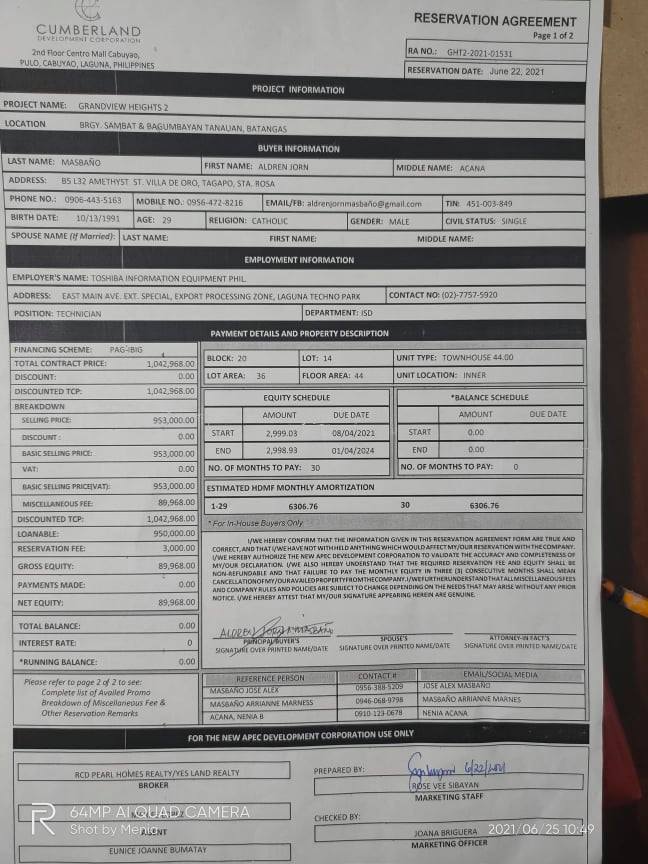 CUMBERLAND
DEVELOPMENT CORPORATION
2nd Floor Centro Mall Cabuyao,
PULO, CABUYAO, LAGUNA, PHILIPPINES
RESERVATION AGREEMENT
Page 1 of 2
RA NO.: GHT2-2021-01531
RESERVATION DATE: June 22, 2021
PROJECT INFORMATION
PROJECT NAME: GRANDVIEW HEIGHTS 2
LOCATION BRGY. SAMBAT & BAGUMBAYAN TANAUAN, BATANGAS
BUYER INFORMATION
LAST NAME: MASBAÑO FIRST NAME: ALDREN JORN MIDDLE NAME: ACANA
ADDRESS: B5 L32 AMETHYST ST. VILLA DE ORO, TAGAPO, STA. ROSA
PHONE NO.: 0906-443-5163 MOBILE NO.: 0956-472-8216 EMAIL/FB: aldrenjornmasbaño@gmail.com TIN: 451-003-849
BIRTH DATE: 10/13/1991 AGE: 29 RELIGION: CATHOLIC GENDER: MALE CIVIL STATUS: SINGLE
SPOUSE NAME (If Married): LAST NAME: FIRST NAME: MIDDLE NAME:
EMPLOYMENT INFORMATION
EMPLOYER'S NAME: TOSHIBA INFORMATION EQUIPMENT PHIL.
ADDRESS: EAST MAIN AVE. EXT. SPECIAL, EXPORT PROCESSING ZONE, LAGUNA TECHNO PARK CONTACT NO: (02)-7757-5920
POSITION: TECHNICIAN DEPARTMENT: ISD
PAYMENT DETAILS AND PROPERTY DESCRIPTION
FINANCING SCHEME: PAG-IBIG
TOTAL CONTRACT PRICE: 1,042,968.00
DISCOUNT: 0.00
DISCOUNTED TCP: 1,042,968.00
BREAKDOWN
SELLING PRICE: 953,000.00
DISCOUNT : 0.00
BASIC SELLING PRICE: 953,000.00
VAT: 0.00
BASIC SELLING PRICE(VAT): 953,000.00
MISCELLANEOUS FEE: 89,968.00
DISCOUNTED TCP: 1,042,968.00
LOANABLE: 950,000.00
RESERVATION FEE: 3,000.00
GROSS EQUITY: 89,968.00
PAYMENTS MADE: 0.00
NET EQUITY: 89,968.00
TOTAL BALANCE: 0.00
INTEREST RATE: 0
*RUNNING BALANCE: 0.00
Please refer to page 2 of 2 to see:
Complete list of Availed Promo
Breakdown of Miscellaneous Fee &
Other Reservation Remarks
BLOCK: 20 LOT: 14 UNIT TYPE: TOWNHOUSE 44.00
LOT AREA: 36 FLOOR AREA: 44 UNIT LOCATION: INNER
EQUITY SCHEDULE
AMOUNT DUE DATE
START 2,999.03 08/04/2021
END 2,998.93 01/04/2024
NO. OF MONTHS TO PAY: 30
*BALANCE SCHEDULE
AMOUNT DUE DATE
START 0.00
END 0.00
NO. OF MONTHS TO PAY: 0
ESTIMATED HDMF MONTHLY AMORTIZATION
1-29 6306.76 30 6306.76
* For In-House Buyers Only
I/WE HEREBY CONFIRM THAT THE INFORMATION GIVEN IN THIS RESERVATION AGREEMENT FORM ARE TRUE AND
CORRECT, AND THAT I/WE HAVE NOT WITHELD ANYTHING WHICH WOULD AFFECT MY/OUR RESERVATION WITH THE COMPANY.
I/WE HEREBY AUTHORIZE THE NEW APEC DEVELOPMENT CORPORATION TO VALIDATE THE ACCURACY AND COMPLETENESS OF
MY/OUR DECLARATION. I/WE ALSO HEREBY UNDERSTAND THAT THE REQUIRED RESERVATION FEE AND EQUITY SHALL BE
NON-REFUNDABLE AND THAT FAILURE TO PAY THE MONTHLY EQUITY IN THREE (3) CONSECUTIVE MONTHS SHALL MEAN
CANCELLATION OF MY/OUR AVAILED PROPERTY FROM THE COMPANY. I/WE FURTHER UNDERSTAND THAT ALL MISCELLANEOUS FEES
AND COMPANY RULES AND POLICIES ARE SUBJECT TO CHANGE DEPENDING ON THE NEEDS THAT MAY ARISE WITHOUT ANY PRIOR
NOTICE. I/WE HEREBY ATTEST THAT MY/OUR SIGNATURE APPEARING HEREIN ARE GENUINE.
ALDREN JORN MASBAÑO
PRINCIPAL BUYER'S SPOUSE'S ATTORNEY-IN-FACT'S
SIGNATURE OVER PRINTED NAME/DATE SIGNATURE OVER PRINTED NAME/DATE SIGNATURE OVER PRINTED NAME/DATE
REFERENCE PERSON CONTACT # EMAIL/SOCIAL MEDIA
MASBAÑO JOSE ALEX 0956-388-5209 JOSE ALEX MASBAÑO
MASBAÑO ARRIANNE MARNESS 0946-068-9798 MASBAÑO ARRIANNE MARNES
ACANA, NENIA B 0910-123-0678 NENIA ACANA
FOR THE NEW APEC DEVELOPMENT CORPORATION USE ONLY
RCD PEARL HOMES REALTY/YES LAND REALTY
BROKER
AGENT
EUNICE JOANNE BUMATAY
PREPARED BY: 6/22/2021
ROSE VEE SIBAYAN
MARKETING STAFF
CHECKED BY:
JOANA BRIGUERA
MARKETING OFFICER
64MP AI QUAD CAMERA
Shot by Menia
2021/06/25 10:49